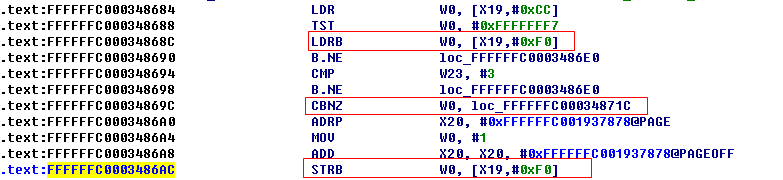 .text:FFFFFFC000348684 LDR W0, [X19,#0xCC]
.text:FFFFFFC000348688 TST W0, #0xFFFFFFF7
.text:FFFFFFC00034868C LDRB W0, [X19,#0xF0]
.text:FFFFFFC000348690 B.NE loc_FFFFFFC0003486E0
.text:FFFFFFC000348694 CMP W23, #3
.text:FFFFFFC000348698 B.NE loc_FFFFFFC0003486E0
.text:FFFFFFC00034869C CBNZ W0, loc_FFFFFFC00034871C
.text:FFFFFFC0003486A0 ADRP X20, #0xFFFFFFC001937878@PAGE
.text:FFFFFFC0003486A4 MOV W0, #1
.text:FFFFFFC0003486A8 ADD X20, X20, #0xFFFFFFC001937878@PAGEOFF
.text:FFFFFFC0003486AC STRB W0, [X19,#0xF0]